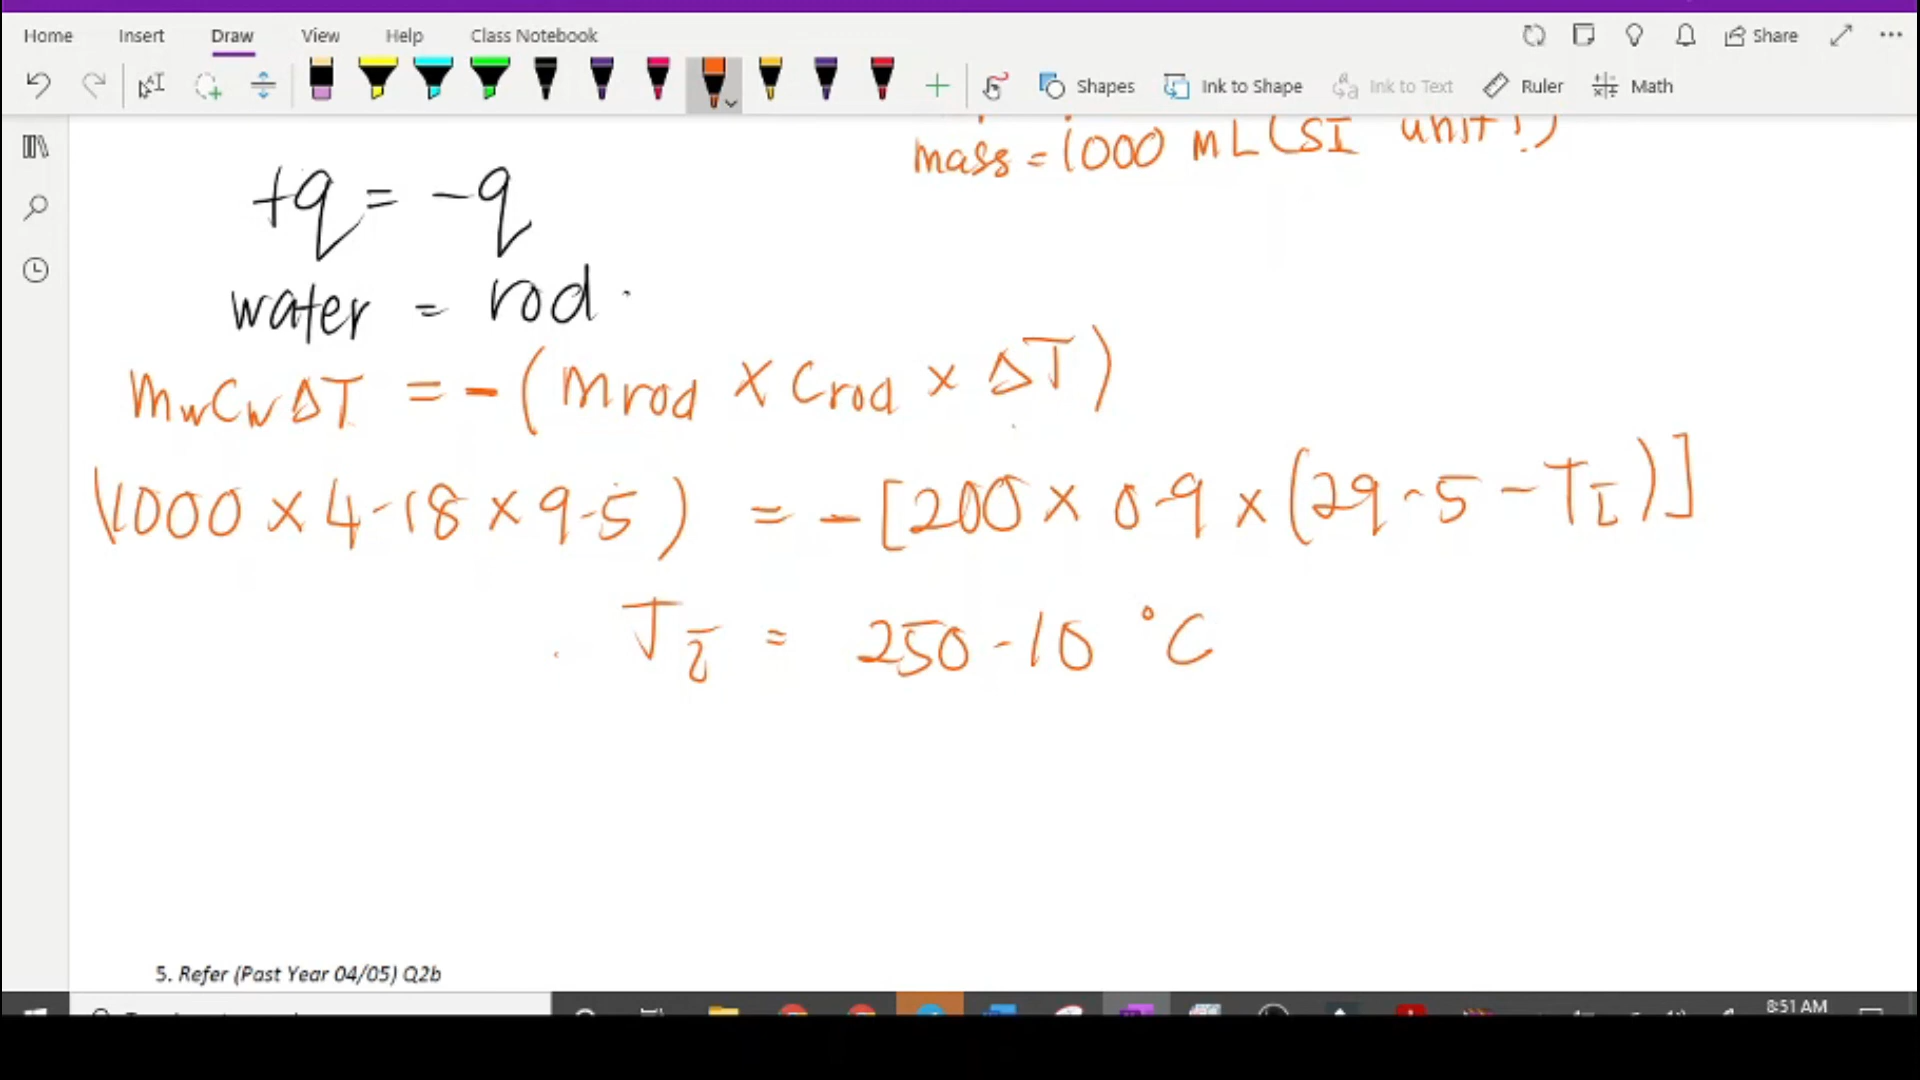 Home Insert Draw View Help Class Notebook Share
Shapes Ink to Shape Ink to Text Ruler Math
mass = 1000 mL (SI unit!)
+q = -q
water = rod.
mwCwΔT = - (mrod × Crod × ΔT)
(1000 × 4.18 × 9.5) = - [200 × 0.9 × (29.5 - Ti)]
Ti = 250.10 °C
5. Refer (Past Year 04/05) Q2b
8:51 AM